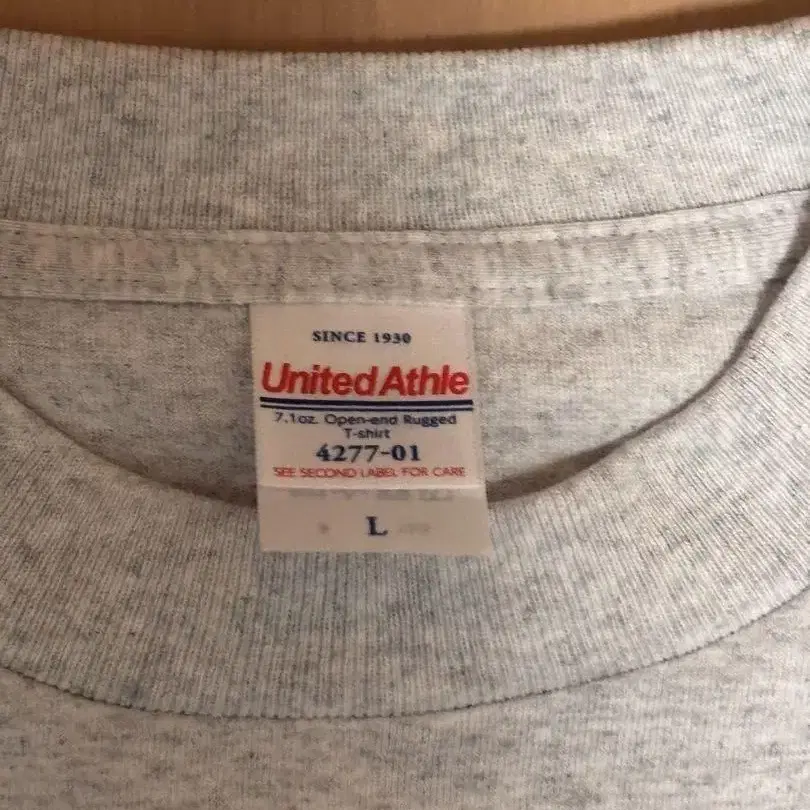 SINCE 1930
United Athle
7.1oz. Open-end Rugged
T-shirt
4277-01
SEE SECOND LABEL FOR CARE
L